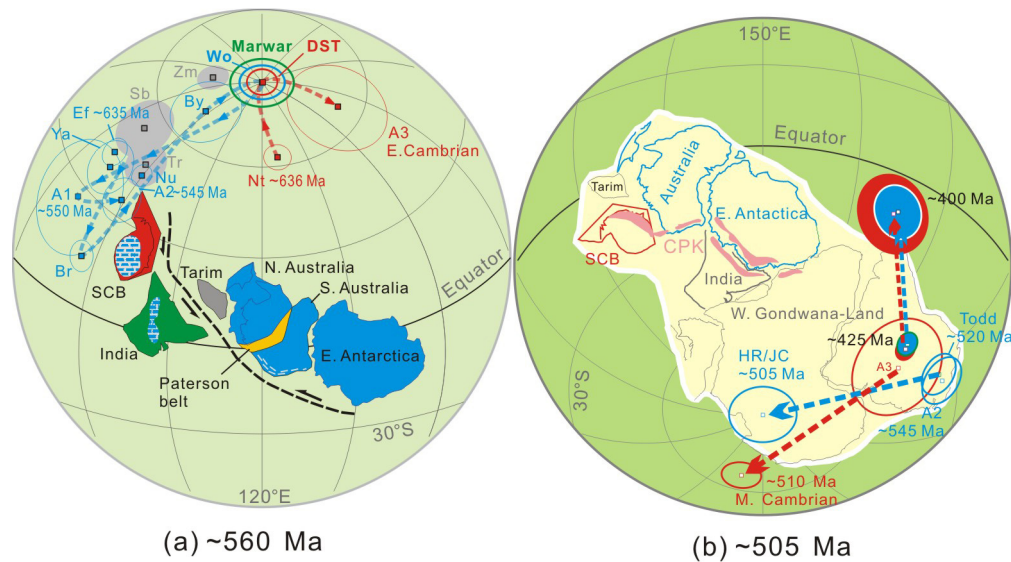 Marwar
Wo
DST
Zm
By
Sb
Ef ~635 Ma
Ya
Tr
Nu
A2~545 Ma
A1
~550 Ma
Br
A3
E.Cambrian
Nt ~636 Ma
SCB
Tarim
N. Australia
S. Australia
Equator
India
E. Antarctica
Paterson
belt
30°S
120°E
(a) ~560 Ma
150°E
Equator
Tarim
Australia
E. Antactica
~400 Ma
SCB
CPK
India
W. Gondwana-Land
Todd
~520 Ma
~425 Ma
HR/JC
~505 Ma
A3
A2
~545 Ma
30°S
~510 Ma
M. Cambrian
(b) ~505 Ma